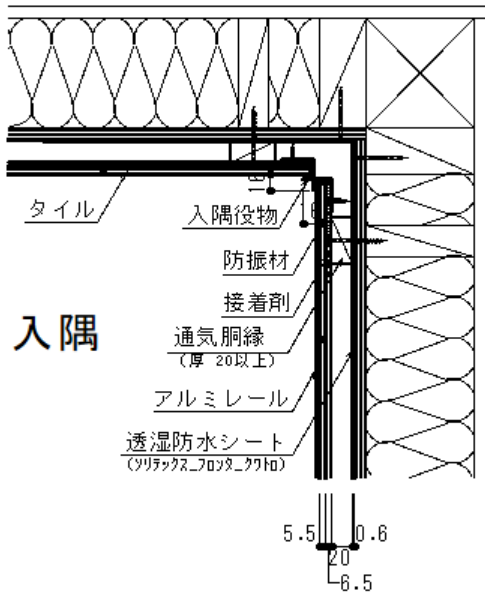 16
6
タイル
入隅役物
防振材
接着剤
入隅
通気胴縁
(厚 20以上)
アルミレール
透湿防水シート
(ソリテックス_フロンタ_クワトロ)
5.5
0.6
20
6.5